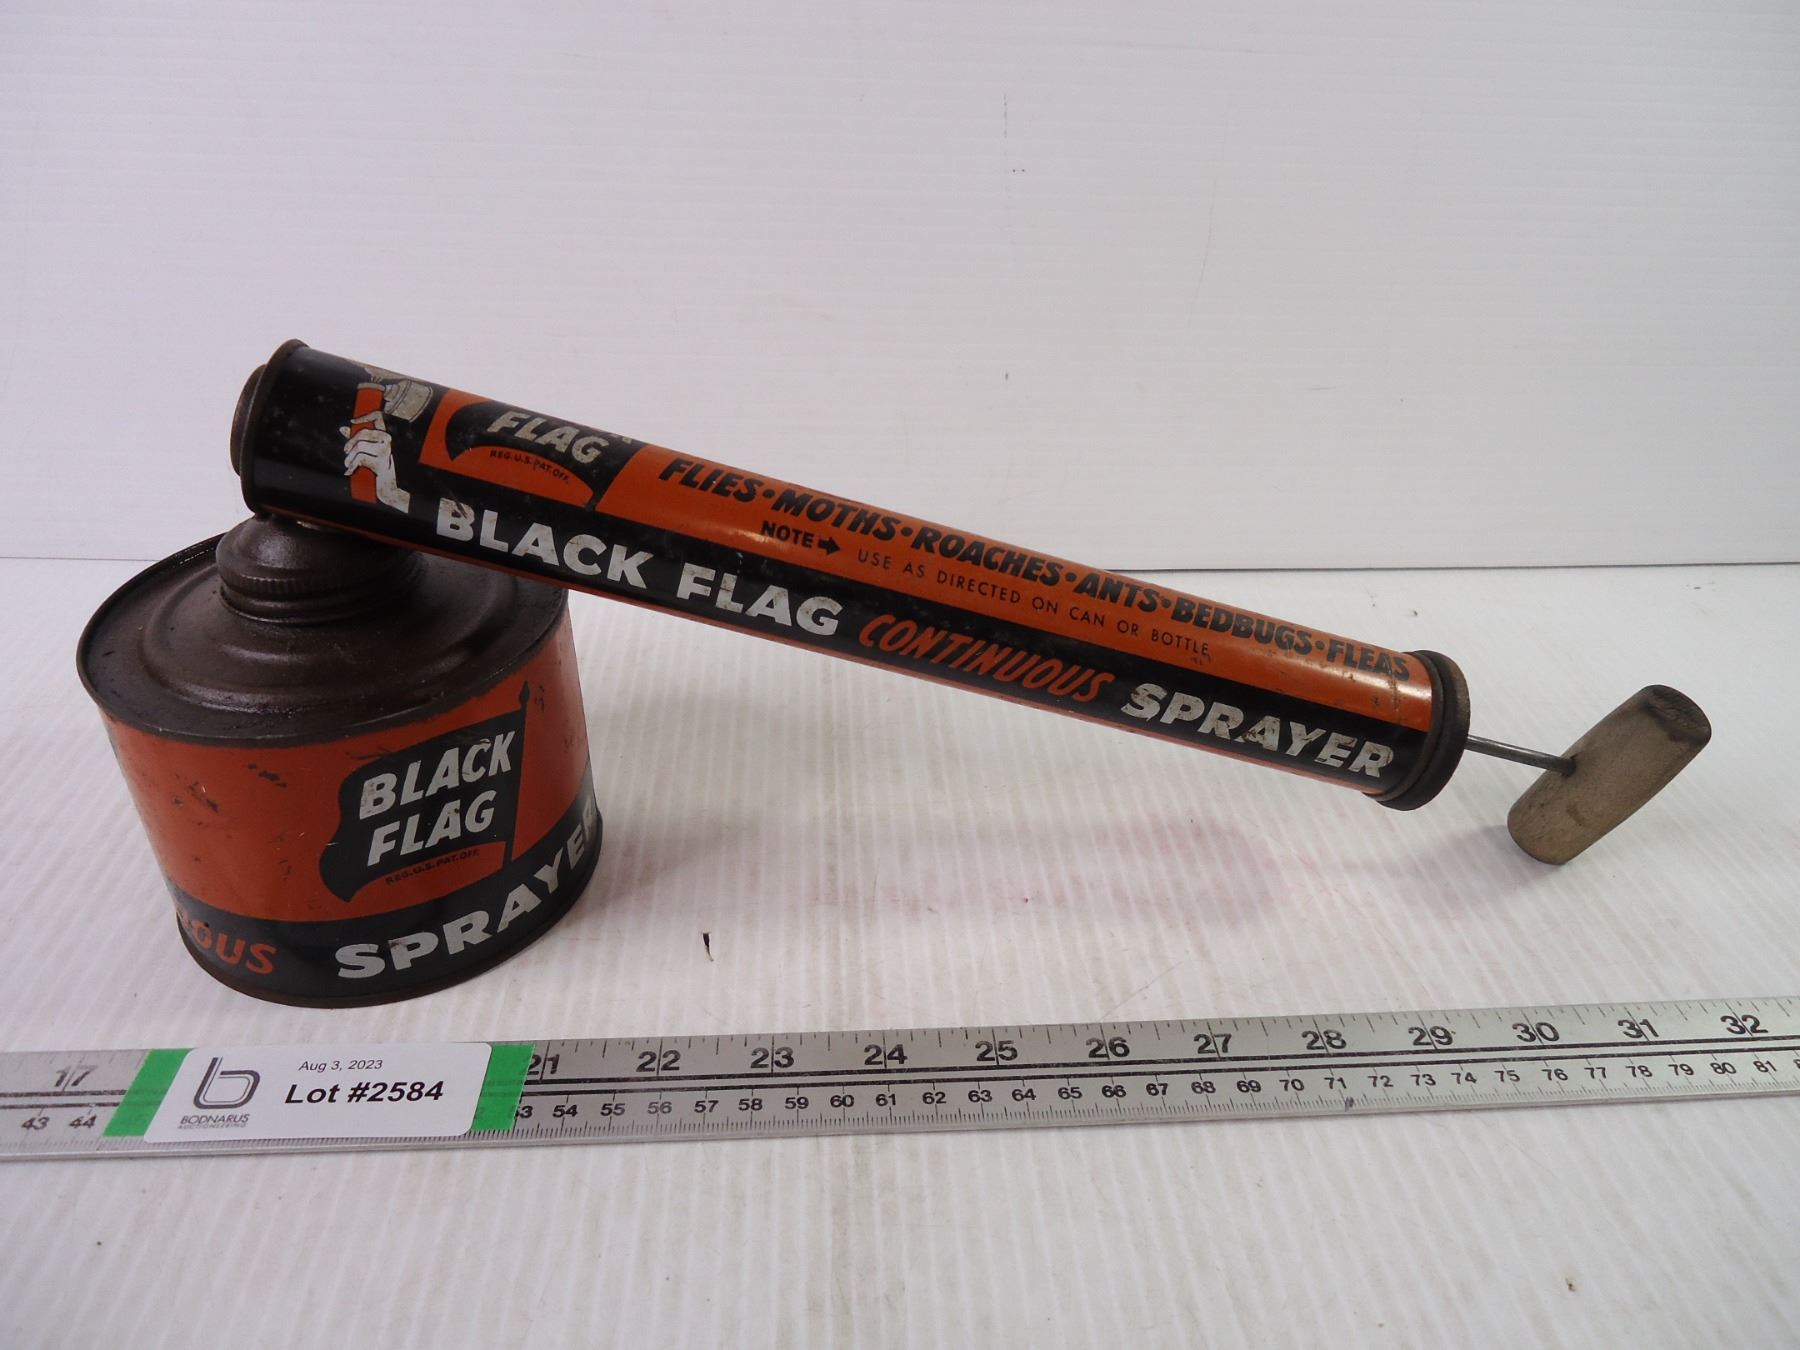 FLAG
REG. U.S. PAT. OFF.
FLIES•MOTHS•ROACHES•ANTS•BEDBUGS•FLEAS
NOTE➡ USE AS DIRECTED ON CAN OR BOTTLE
BLACK FLAG CONTINUOUS SPRAYER
BLACK
FLAG
REG. U.S. PAT. OFF.
OUS SPRAYER
17 21 22 23 24 25 26 27 28 29 30 31 32
43 44 53 54 55 56 57 58 59 60 61 62 63 64 65 66 67 68 69 70 71 72 73 74 75 76 77 78 79 80 81
Aug 3, 2023
Lot #2584
BODNARUS
AUCTIONEERING